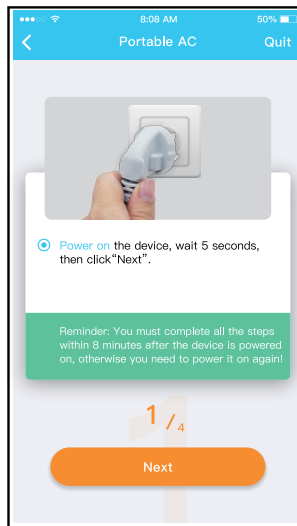 8:08 AM
50%
Portable AC
Quit
Power on the device, wait 5 seconds,
then click“Next”.
Reminder: You must complete all the steps
within 8 minutes after the device is powered
on, otherwise you need to power it on again!
1/4
Next